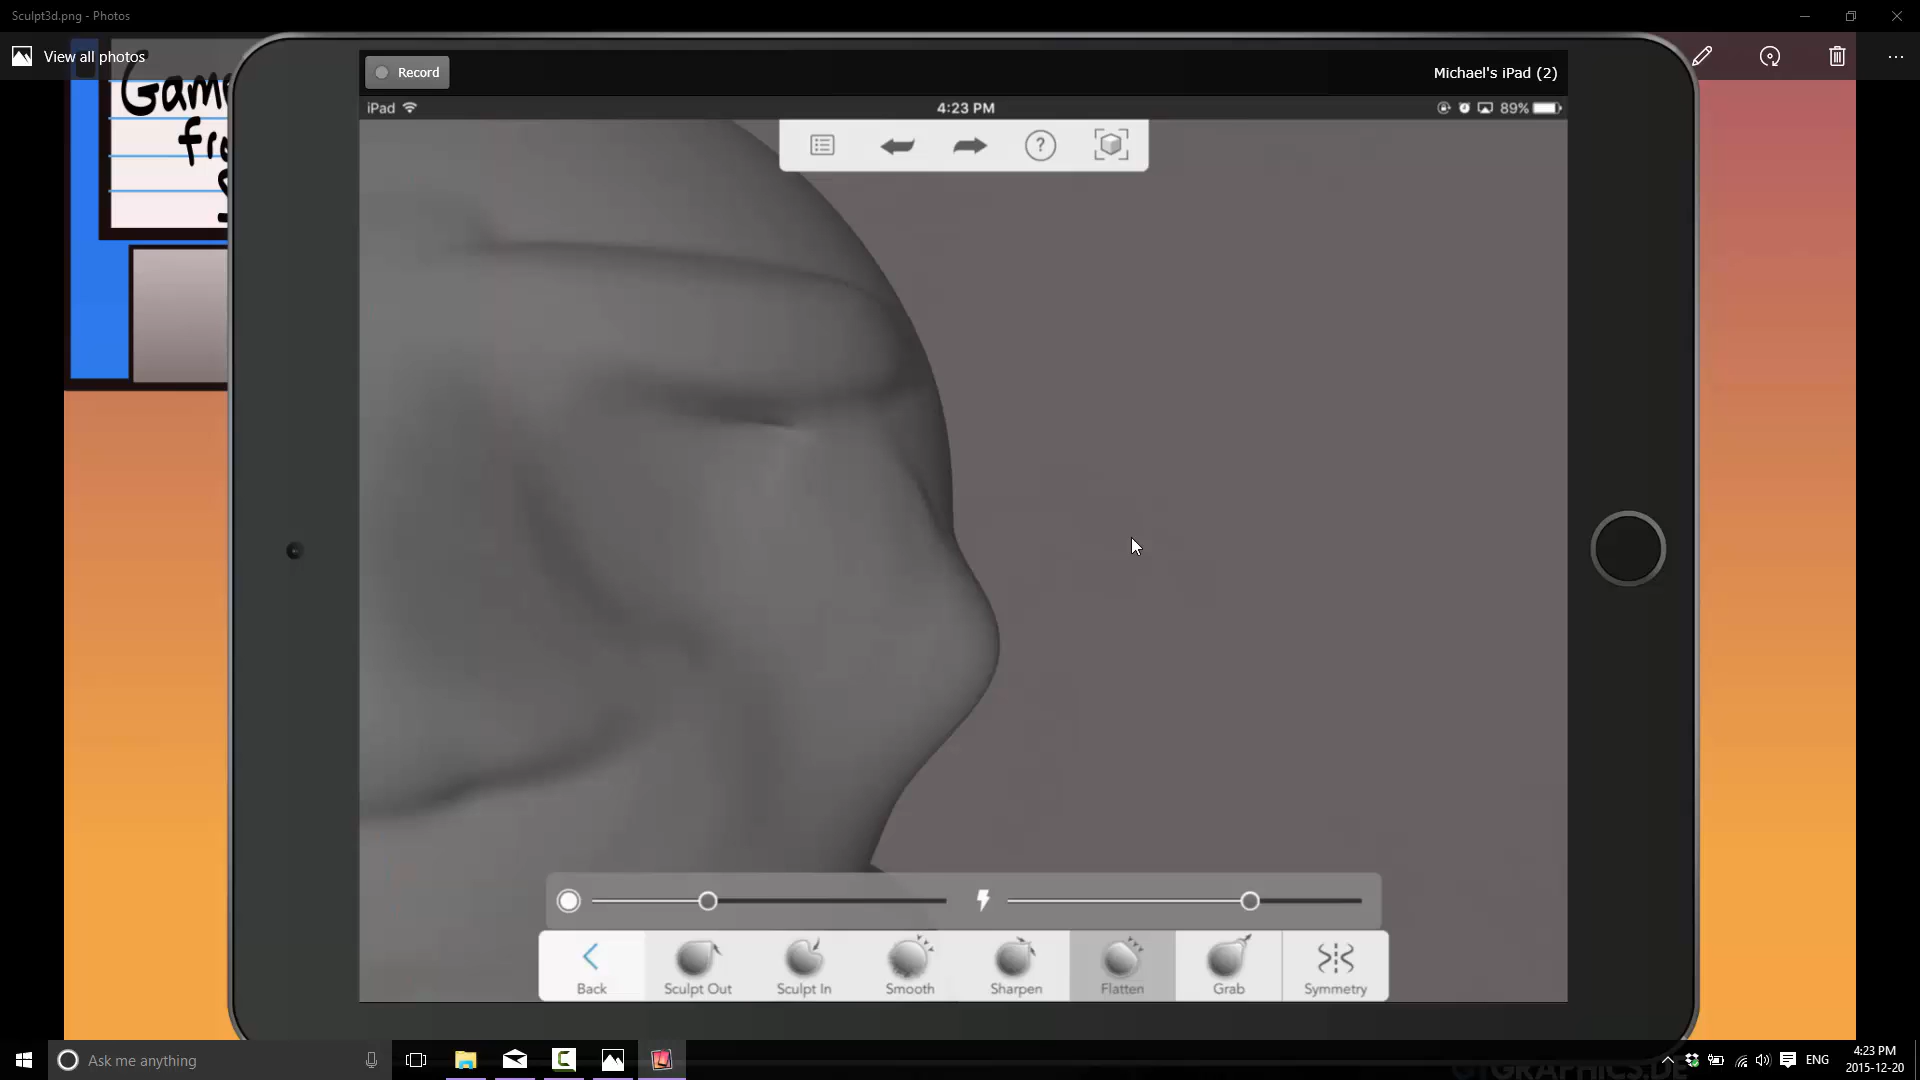 Sculpt3d.png - Photos
View all photos
Record
Michael's iPad (2)
iPad
4:23 PM
89%
Back
Sculpt Out
Sculpt In
Smooth
Sharpen
Flatten
Grab
Symmetry
Ask me anything
ENG
4:23 PM
2015-12-20